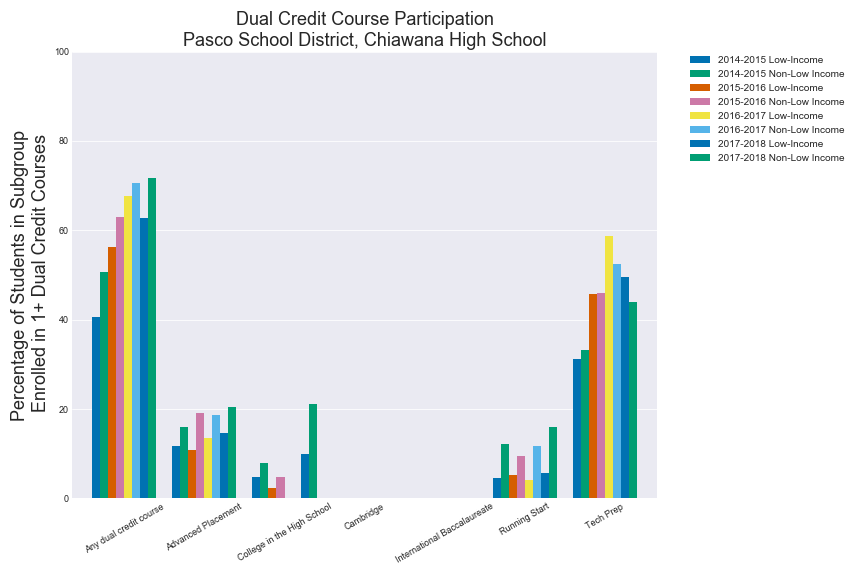 Dual Credit Course Participation
Pasco School District, Chiawana High School
Percentage of Students in Subgroup
Enrolled in 1+ Dual Credit Courses
100
80
60
40
20
0
Any dual credit course
Advanced Placement
College in the High School
Cambridge
International Baccalaureate
Running Start
Tech Prep
2014-2015 Low-Income
2014-2015 Non-Low Income
2015-2016 Low-Income
2015-2016 Non-Low Income
2016-2017 Low-Income
2016-2017 Non-Low Income
2017-2018 Low-Income
2017-2018 Non-Low Income